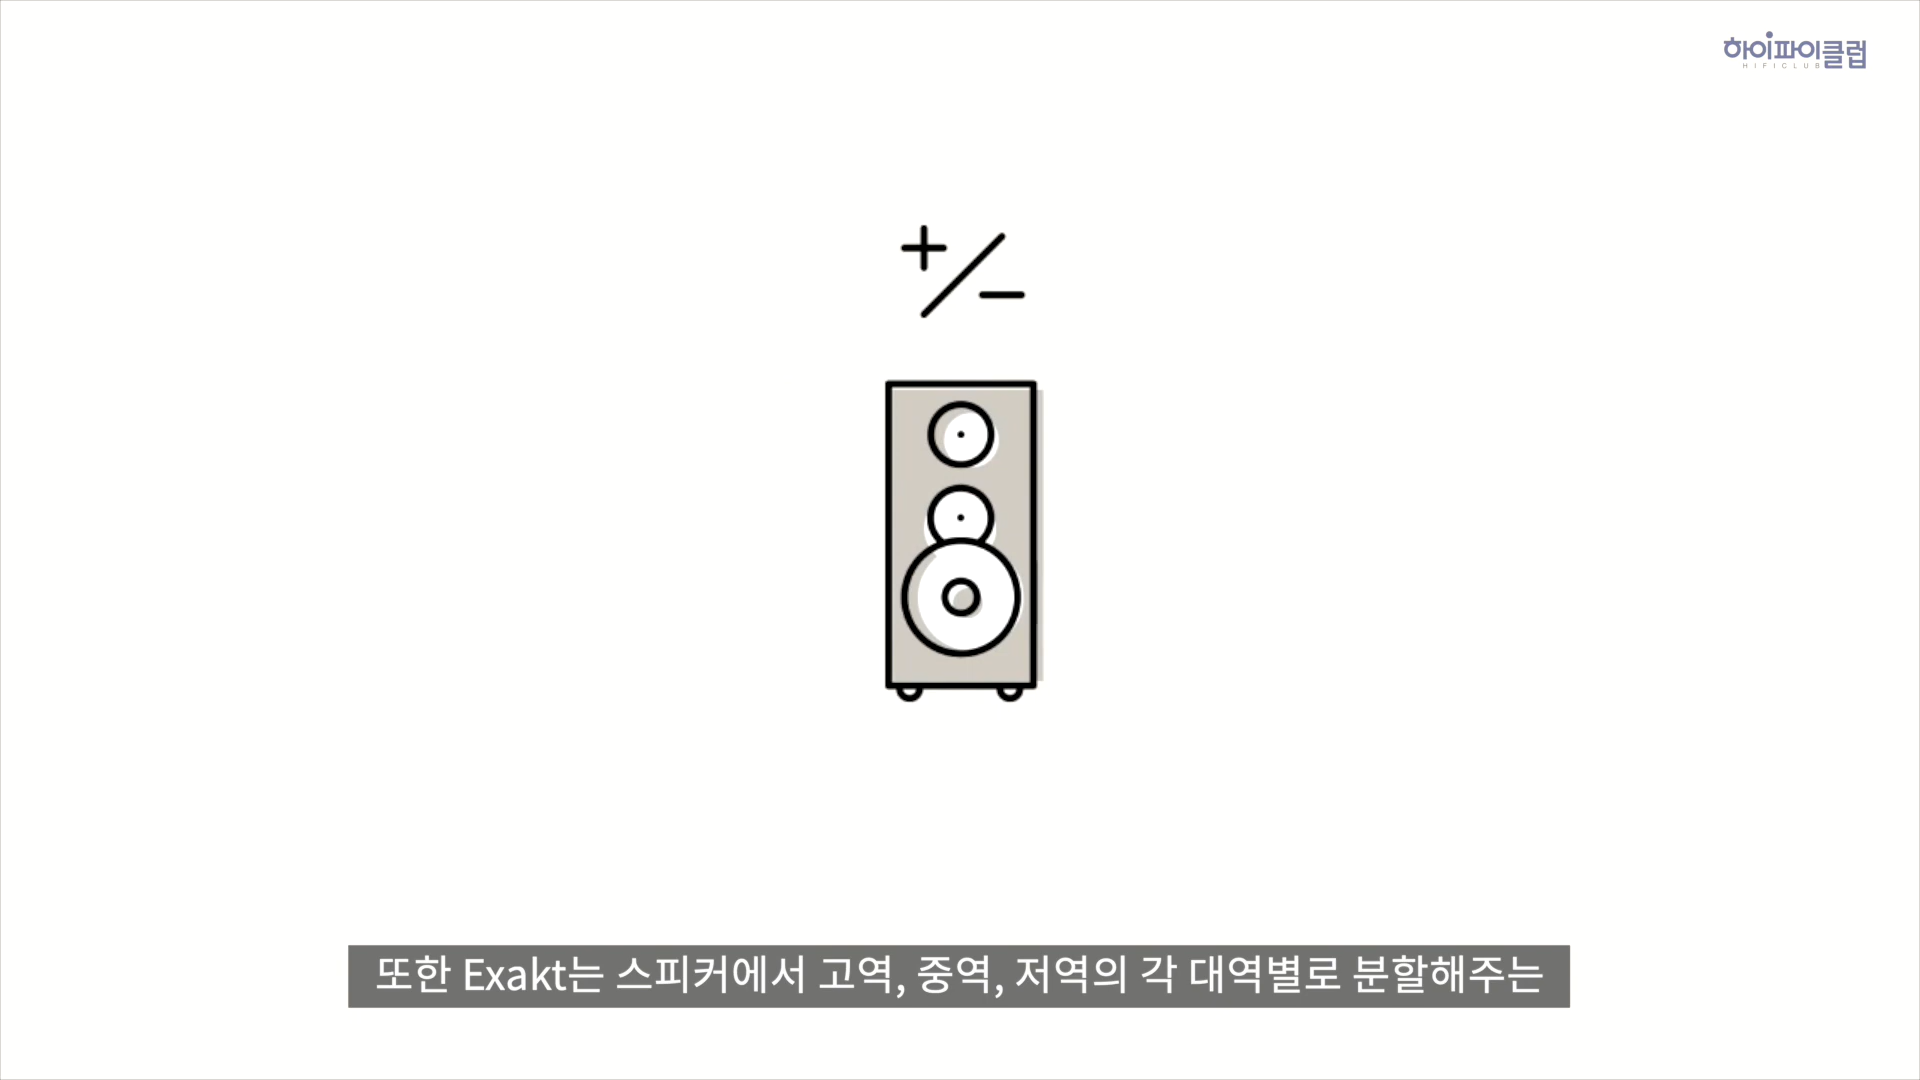 하이파이클럽
HIFICLUB
+/-
또한 Exakt는 스피커에서 고역, 중역, 저역의 각 대역별로 분할해주는